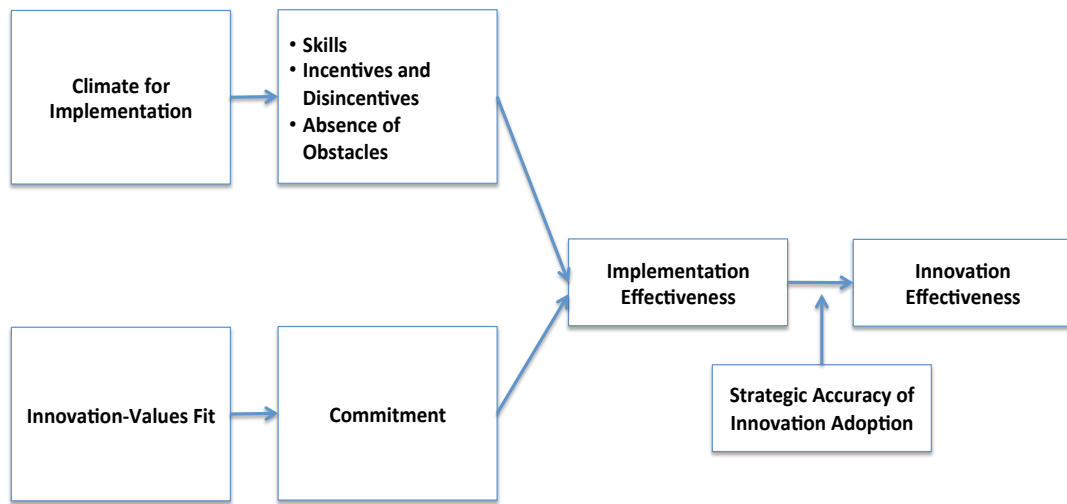 Climate for
Implementation
• Skills
• Incentives and
Disincentives
• Absence of
Obstacles
Implementation
Effectiveness
Innovation
Effectiveness
Innovation-Values Fit
Commitment
Strategic Accuracy of
Innovation Adoption